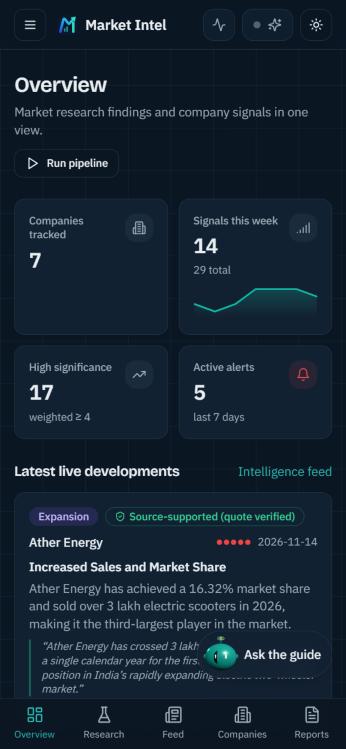 Market Intel
Overview
Market research findings and company signals in one
view.
Run pipeline
Companies
tracked
7
Signals this week
14
29 total
High significance
17
weighted ≥ 4
Active alerts
5
last 7 days
Latest live developments
Intelligence feed
Expansion
Source-supported (quote verified)
Ather Energy
2026-11-14
Increased Sales and Market Share
Ather Energy has achieved a 16.32% market share
and sold over 3 lakh electric scooters in 2026,
making it the third-largest player in the market.
“Ather Energy has crossed 3 lakh
a single calendar year for the first
position in India’s rapidly expanding electric two-wheeler
market.”
Ask the guide
Overview
Research
Feed
Companies
Reports